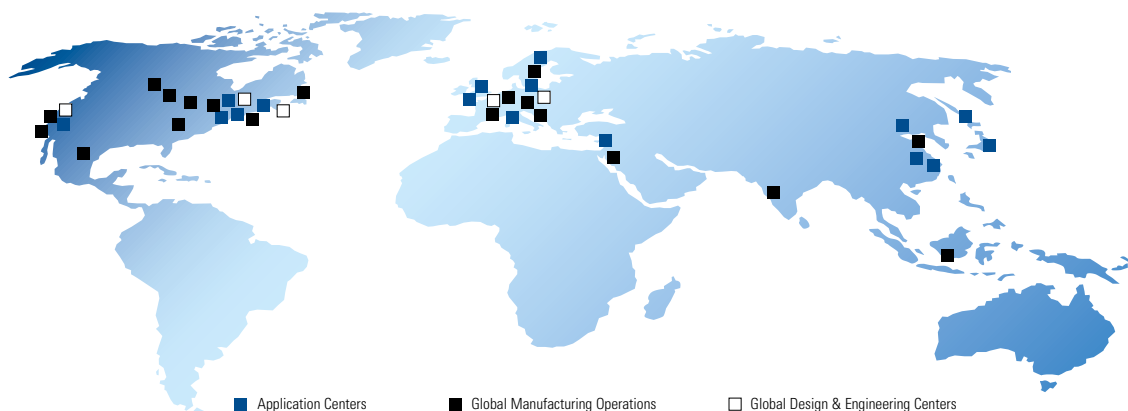 Application Centers
Global Manufacturing Operations
Global Design & Engineering Centers